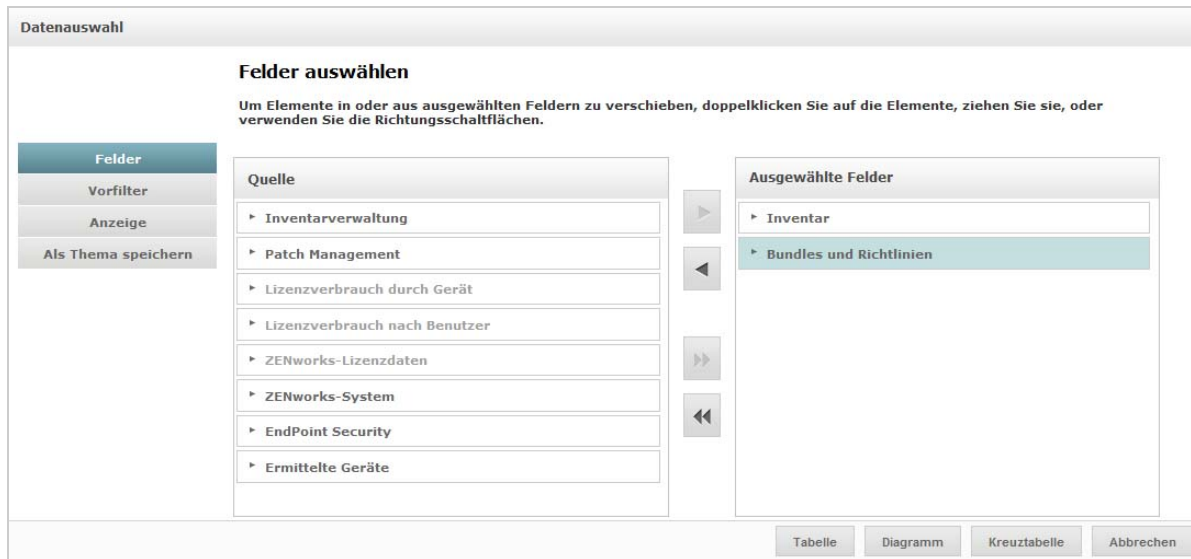 Datenauswahl
Felder auswählen
Um Elemente in oder aus ausgewählten Feldern zu verschieben, doppelklicken Sie auf die Elemente, ziehen Sie sie, oder
verwenden Sie die Richtungsschaltflächen.
Felder
Vorfilter
Anzeige
Als Thema speichern
Quelle
Inventarverwaltung
Patch Management
Lizenzverbrauch durch Gerät
Lizenzverbrauch nach Benutzer
ZENworks-Lizenzdaten
ZENworks-System
EndPoint Security
Ermittelte Geräte
Ausgewählte Felder
Inventar
Bundles und Richtlinien
Tabelle
Diagramm
Kreuztabelle
Abbrechen